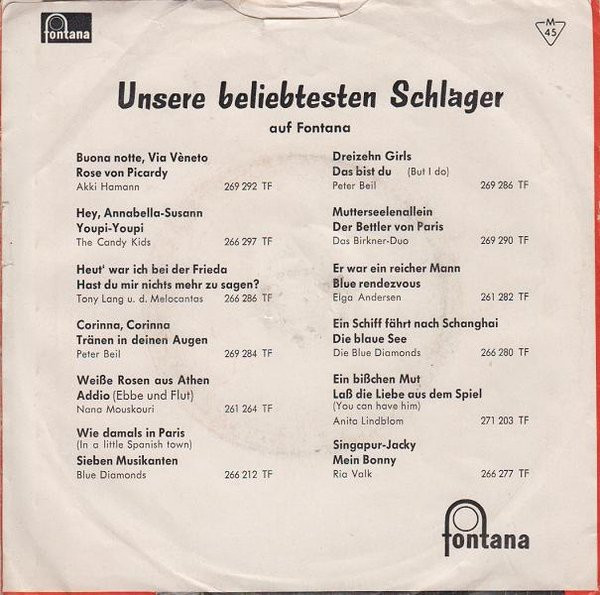 fontana
M
45
Unsere beliebtesten Schlager
auf Fontana
Buona notte, Via Vèneto
Rose von Picardy
Akki Hamann 269 292 TF
Hey, Annabella-Susann
Youpi-Youpi
The Candy Kids 266 297 TF
Heut' war ich bei der Frieda
Hast du mir nichts mehr zu sagen?
Tony Lang u. d. Melocantas 266 286 TF
Corinna, Corinna
Tränen in deinen Augen
Peter Beil 269 284 TF
Weiße Rosen aus Athen
Addio (Ebbe und Flut)
Nana Mouskouri 261 264 TF
Wie damals in Paris
(In a little Spanish town)
Sieben Musikanten
Blue Diamonds 266 212 TF
Dreizehn Girls
Das bist du (But I do)
Peter Beil 269 286 TF
Mutterseelenallein
Der Bettler von Paris
Das Birkner-Duo 269 290 TF
Er war ein reicher Mann
Blue rendezvous
Elga Andersen 261 282 TF
Ein Schiff fährt nach Schanghai
Die blaue See
Die Blue Diamonds 266 280 TF
Ein bißchen Mut
Laß die Liebe aus dem Spiel
(You can have him)
Anita Lindblom 271 203 TF
Singapur-Jacky
Mein Bonny
Ria Valk 266 277 TF
fontana